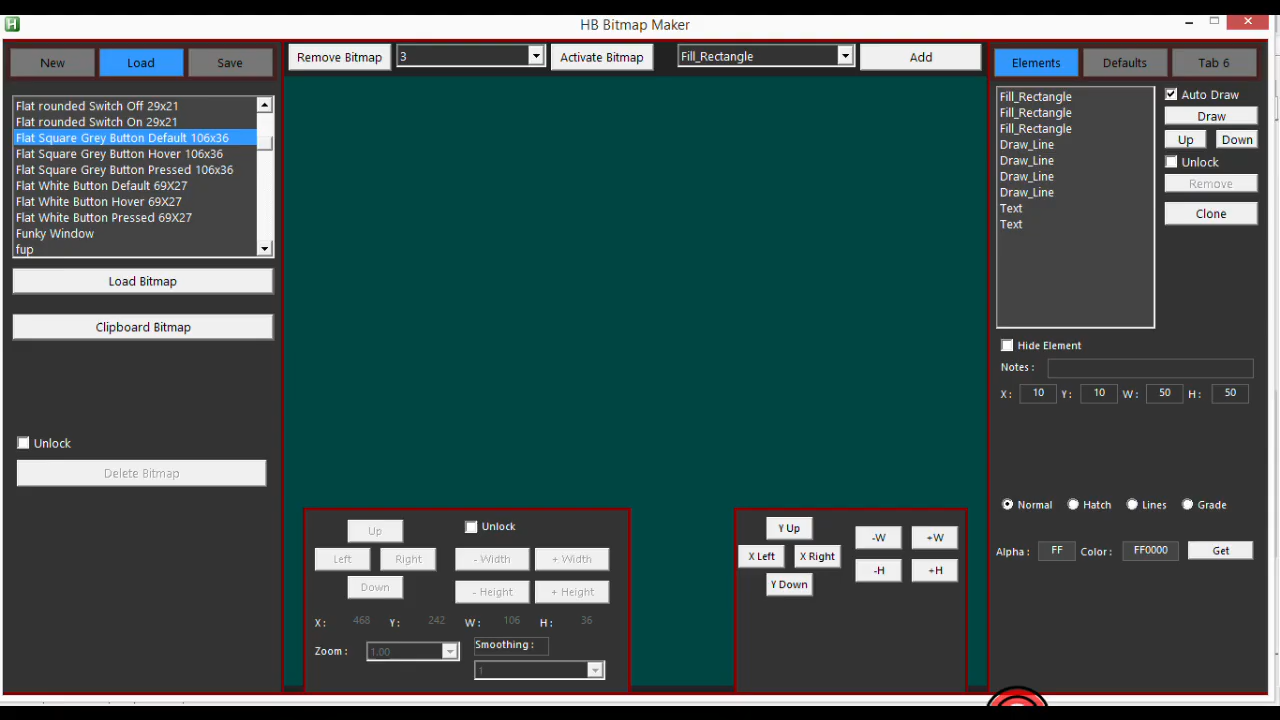 HB Bitmap Maker
New Load Save
Remove Bitmap 3 Activate Bitmap Fill_Rectangle Add
Elements Defaults Tab 6
Flat rounded Switch Off 29x21
Flat rounded Switch On 29x21
Flat Square Grey Button Default 106x36
Flat Square Grey Button Hover 106x36
Flat Square Grey Button Pressed 106x36
Flat White Button Default 69X27
Flat White Button Hover 69X27
Flat White Button Pressed 69X27
Funky Window
fup
Load Bitmap
Clipboard Bitmap
Unlock
Delete Bitmap
Up
Left Right
Down
Unlock
- Width + Width
- Height + Height
X : 468 Y : 242 W : 106 H : 36
Zoom : 1.00
Smoothing :
1
Y Up
X Left X Right
Y Down
-W +W
-H +H
Fill_Rectangle
Fill_Rectangle
Fill_Rectangle
Draw_Line
Draw_Line
Draw_Line
Draw_Line
Text
Text
Auto Draw
Draw
Up Down
Unlock
Remove
Clone
Hide Element
Notes :
X : 10 Y : 10 W : 50 H : 50
Normal Hatch Lines Grade
Alpha : FF Color : FF0000 Get